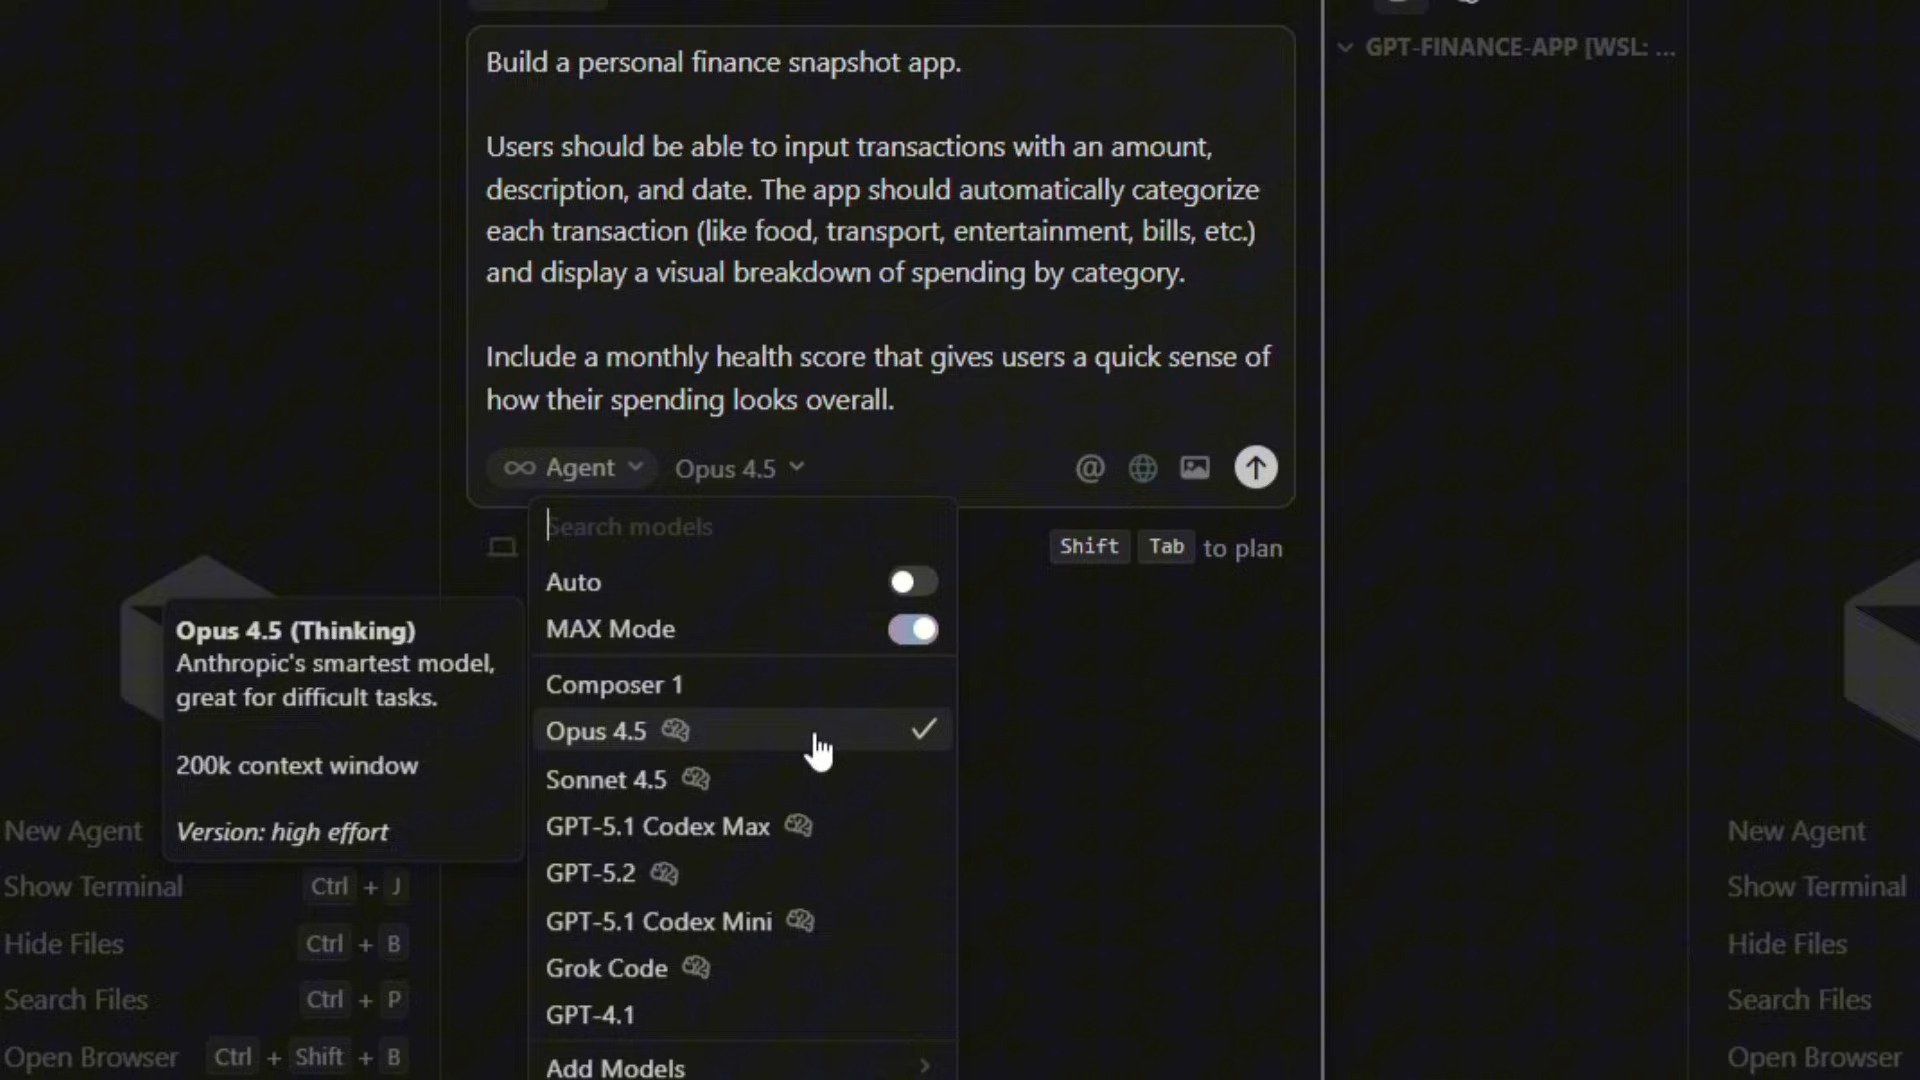 Build a personal finance snapshot app.
Users should be able to input transactions with an amount,
description, and date. The app should automatically categorize
each transaction (like food, transport, entertainment, bills, etc.)
and display a visual breakdown of spending by category.
Include a monthly health score that gives users a quick sense of
how their spending looks overall.
Agent
Opus 4.5
@
Search models
Shift Tab to plan
Auto
MAX Mode
Composer 1
Opus 4.5
Sonnet 4.5
GPT-5.1 Codex Max
GPT-5.2
GPT-5.1 Codex Mini
Grok Code
GPT-4.1
Add Models
Opus 4.5 (Thinking)
Anthropic's smartest model,
great for difficult tasks.
200k context window
Version: high effort
New Agent
Show Terminal Ctrl + J
Hide Files Ctrl + B
Search Files Ctrl + P
Open Browser Ctrl + Shift + B
GPT-FINANCE-APP [WSL: ...
New Agent
Show Terminal
Hide Files
Search Files
Open Browser